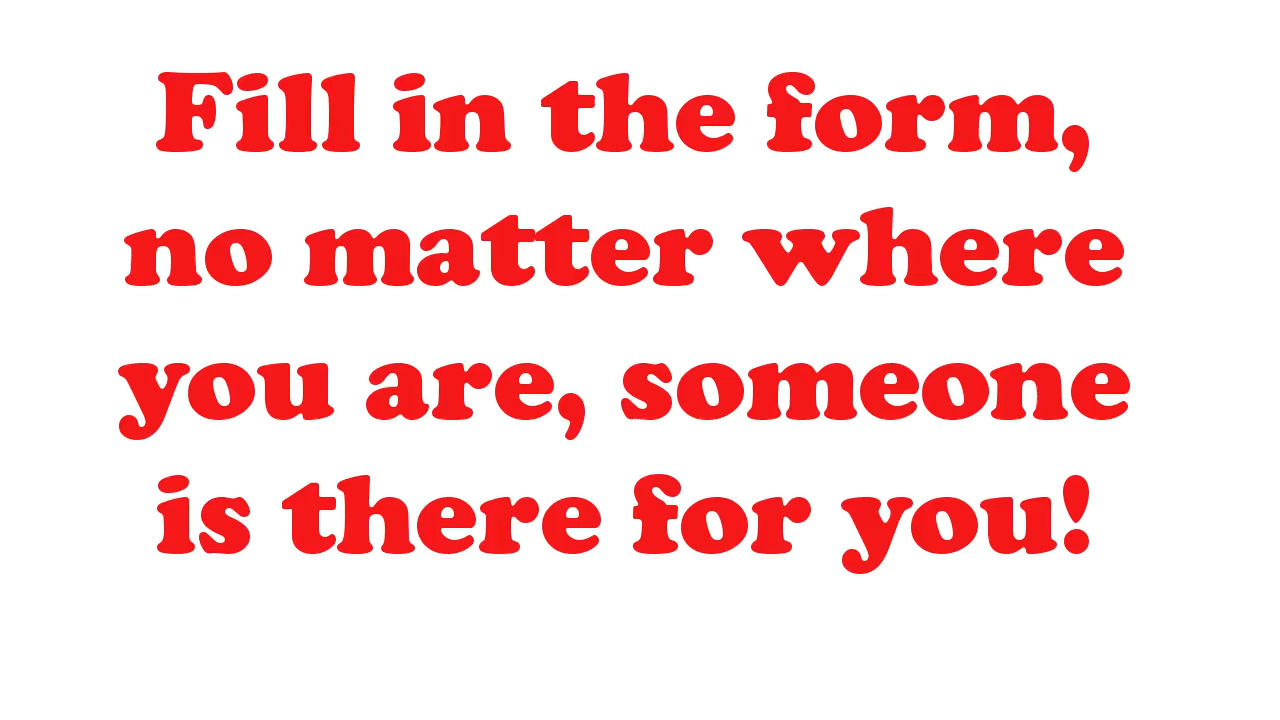 Fill in the form,
no matter where
you are, someone
is there for you!